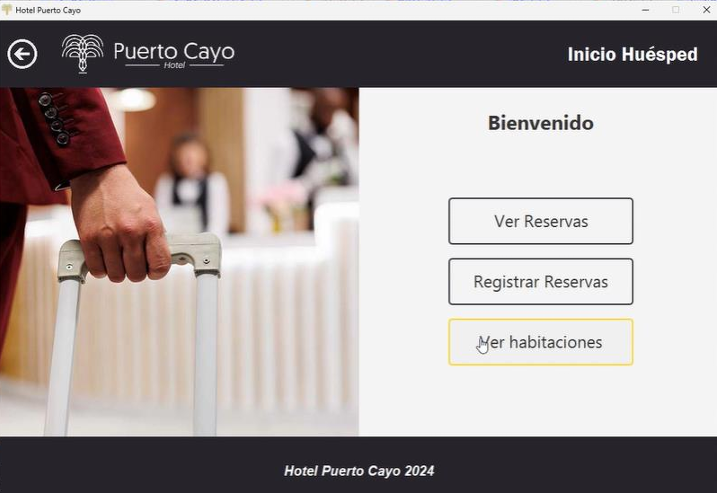 Hotel Puerto Cayo
Puerto Cayo
Hotel
Inicio Huésped
Bienvenido
Ver Reservas
Registrar Reservas
Ver habitaciones
Hotel Puerto Cayo 2024